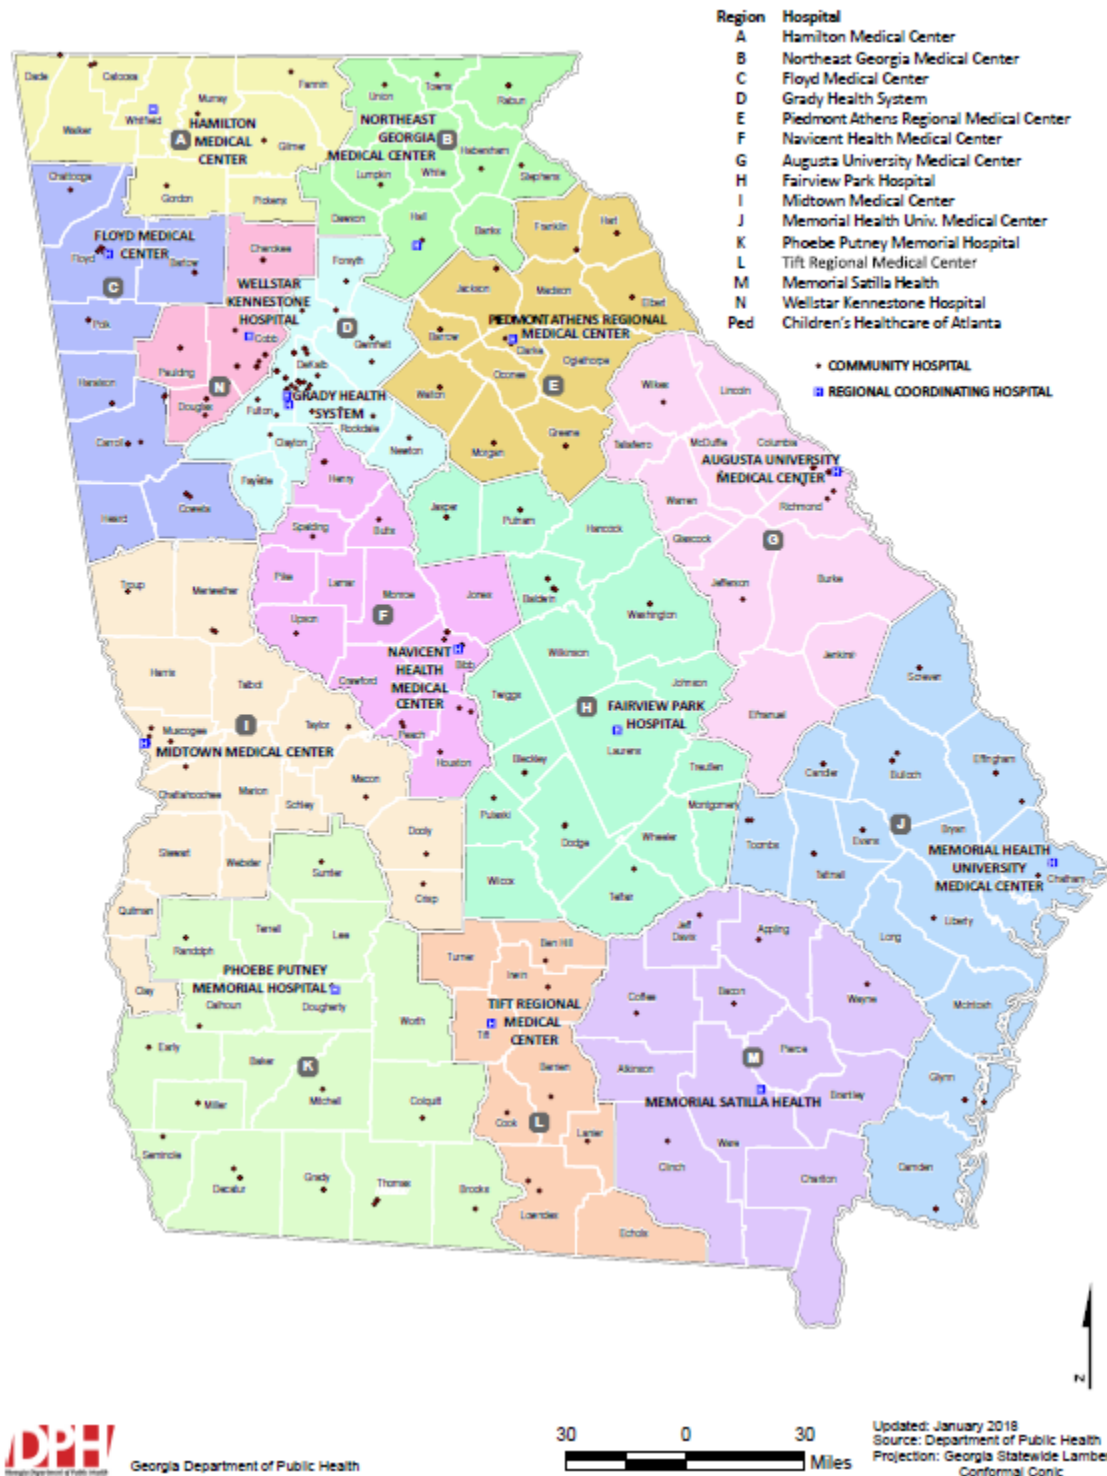 Region Hospital
A Hamilton Medical Center
B Northeast Georgia Medical Center
C Floyd Medical Center
D Grady Health System
E Piedmont Athens Regional Medical Center
F Navicent Health Medical Center
G Augusta University Medical Center
H Fairview Park Hospital
I Midtown Medical Center
J Memorial Health Univ. Medical Center
K Phoebe Putney Memorial Hospital
L Tift Regional Medical Center
M Memorial Satilla Health
N Wellstar Kennestone Hospital
Ped Children's Healthcare of Atlanta
COMMUNITY HOSPITAL
H REGIONAL COORDINATING HOSPITAL
Dade
Catoosa
Fannin
Murray
Whitfield
Walker
HAMILTON
MEDICAL
CENTER
A
Gilmer
Chattooga
Gordon
Pickens
Union
Towns
Rabun
NORTHEAST
GEORGIA
MEDICAL CENTER
B
Habersham
White
Lumpkin
Stephens
Dawson
Hall
Banks
FLOYD MEDICAL
CENTER
Floyd
Bartow
C
Polk
Haralson
Carroll
Heard
Coweta
Cherokee
WELLSTAR
KENNESTONE
HOSPITAL
Cobb
Paulding
N
Douglas
Forsyth
D
Gwinnett
DeKalb
GRADY HEALTH
SYSTEM
Fulton
Rockdale
Clayton
Newton
Fayette
Franklin
Hart
Jackson
Madison
Elbert
PIEDMONT ATHENS REGIONAL
MEDICAL CENTER
Barrow
Clarke
Oglethorpe
Oconee
E
Walton
Greene
Morgan
Wilkes
Lincoln
Taliaferro
McDuffie
Columbia
AUGUSTA UNIVERSITY
MEDICAL CENTER
Warren
Richmond
Glascock
G
Jefferson
Burke
Jenkins
Emanuel
Henry
Spalding
Butts
Pike
Lamar
Monroe
Jones
Upson
F
NAVICENT
HEALTH
MEDICAL
CENTER
Bibb
Crawford
Peach
Houston
Jasper
Putnam
Hancock
Baldwin
Washington
Wilkinson
Johnson
Twiggs
H
FAIRVIEW PARK
HOSPITAL
Laurens
Bleckley
Treutlen
Pulaski
Montgomery
Dodge
Wheeler
Wilcox
Telfair
Troup
Meriwether
Harris
Talbot
I
Taylor
Muscogee
MIDTOWN MEDICAL CENTER
Chattahoochee
Marion
Macon
Schley
Dooly
Stewart
Webster
Crisp
Quitman
Clay
Screven
Effingham
Candler
Bulloch
J
Bryan
Evans
Toombs
Tattnall
MEMORIAL HEALTH
UNIVERSITY
MEDICAL CENTER
Chatham
Liberty
Long
McIntosh
Glynn
Camden
Sumter
Terrell
Lee
Randolph
PHOEBE PUTNEY
MEMORIAL HOSPITAL
Calhoun
Dougherty
Worth
Early
Baker
K
Mitchell
Miller
Colquitt
Seminole
Decatur
Grady
Thomas
Brooks
Turner
Ben Hill
Irwin
TIFT REGIONAL
MEDICAL
CENTER
Tift
Berrien
Cook
L
Lanier
Lowndes
Echols
Jeff
Davis
Appling
Coffee
Bacon
Wayne
Pierce
M
Atkinson
Brantley
MEMORIAL SATILLA HEALTH
Ware
Clinch
Charlton
N
DPH
Georgia Department of Public Health
Georgia Department of Public Health
30 0 30
Miles
Updated: January 2018
Source: Department of Public Health
Projection: Georgia Statewide Lamber
Conformal Conic